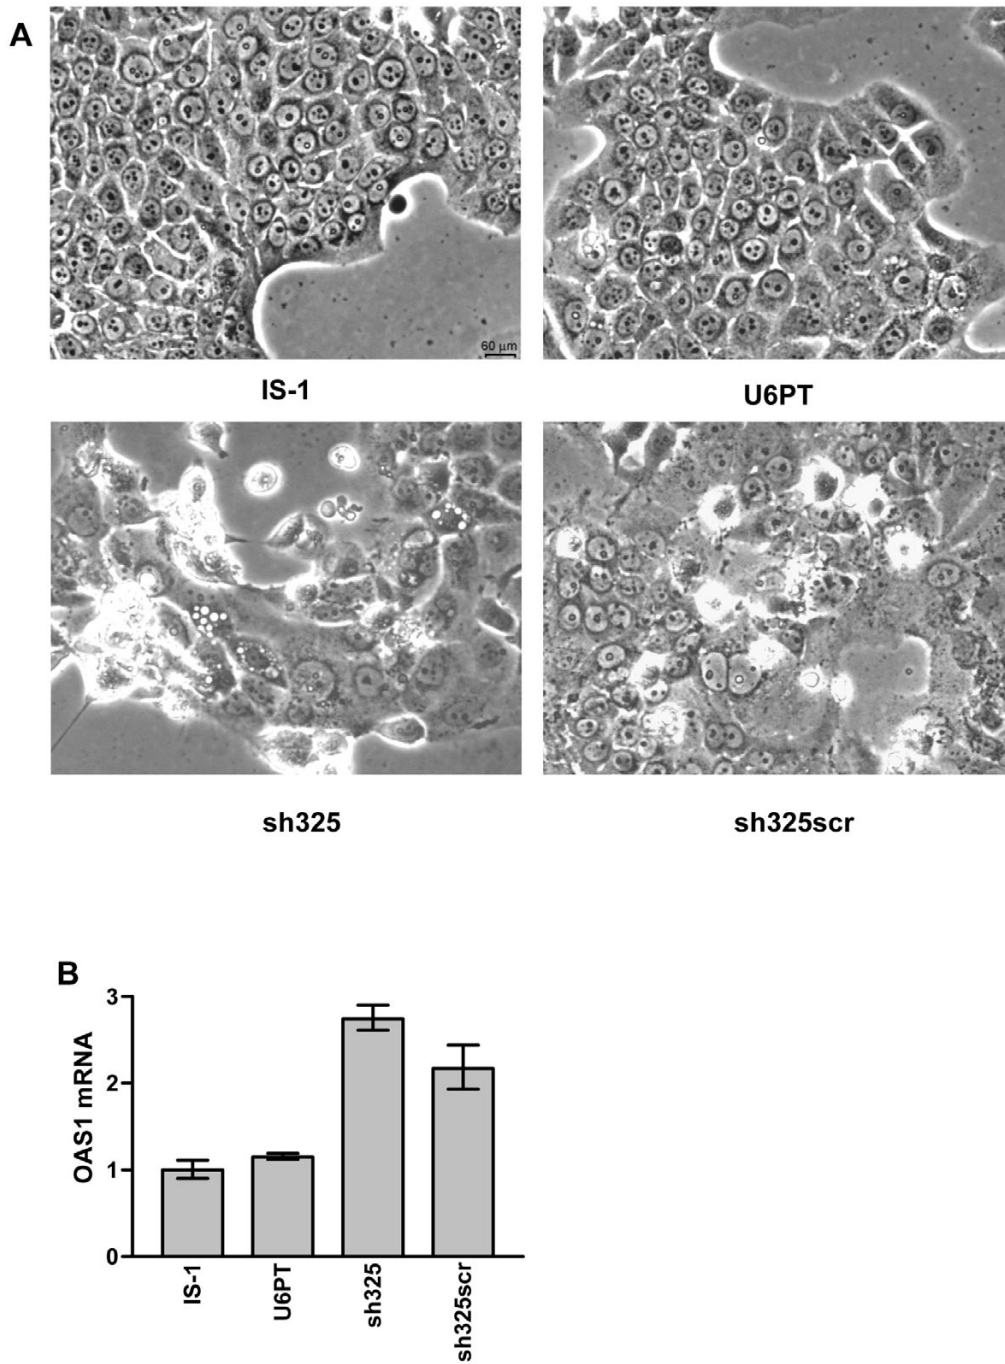 A
60 μm
IS-1
U6PT
sh325
sh325scr
B
OAS1 mRNA
3
2
1
0
IS-1
U6PT
sh325
sh325scr